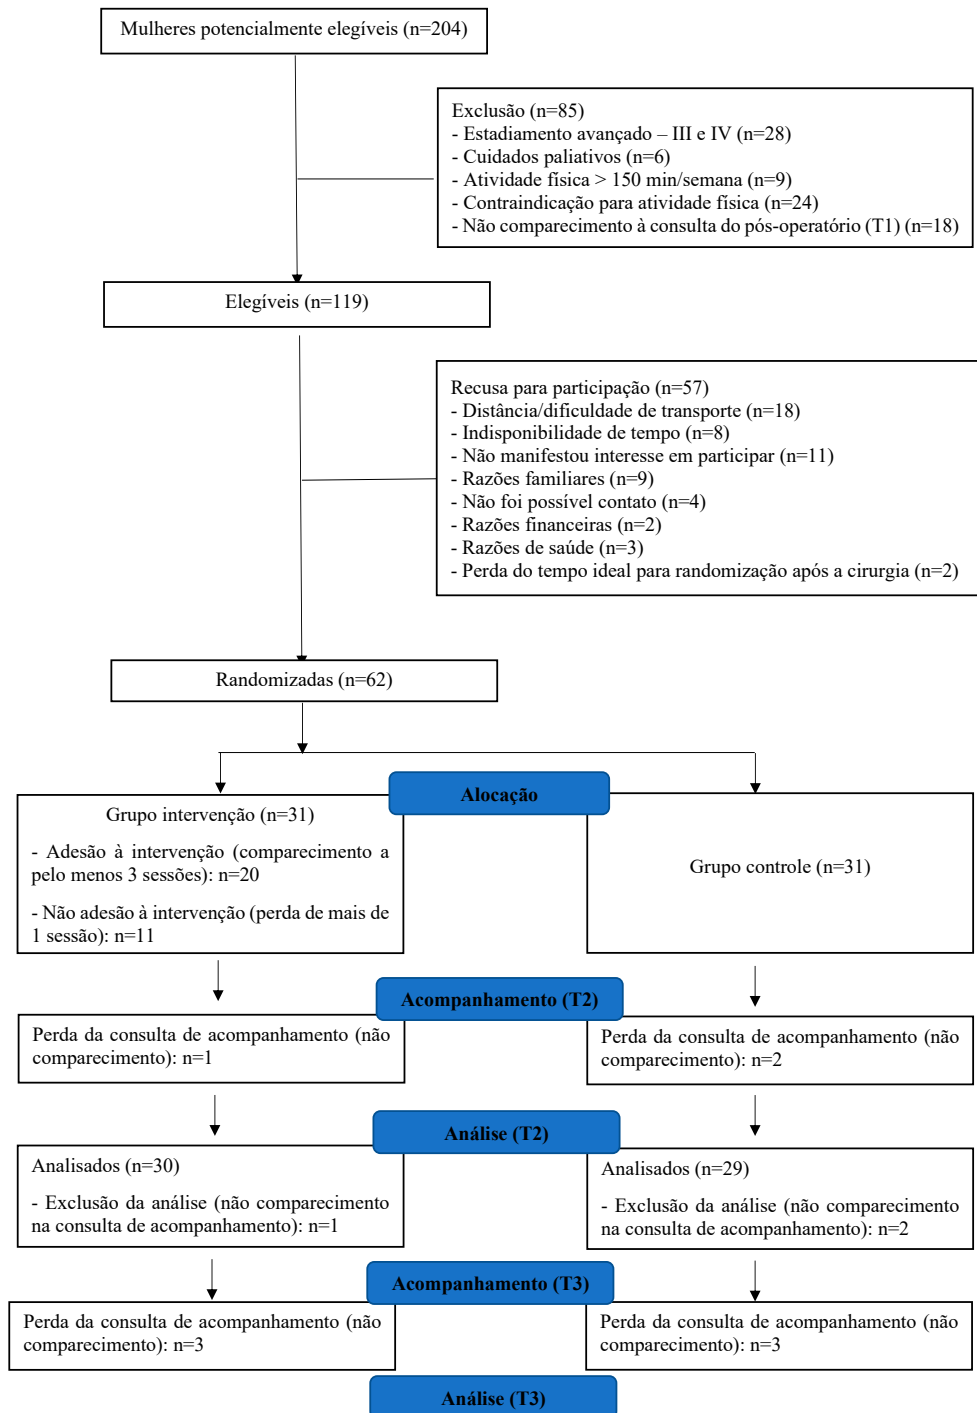 Mulheres potencialmente elegíveis (n=204)
Exclusão (n=85)
- Estadiamento avançado – III e IV (n=28)
- Cuidados paliativos (n=6)
- Atividade física > 150 min/semana (n=9)
- Contraindicação para atividade física (n=24)
- Não comparecimento à consulta do pós-operatório (T1) (n=18)
Elegíveis (n=119)
Recusa para participação (n=57)
- Distância/dificuldade de transporte (n=18)
- Indisponibilidade de tempo (n=8)
- Não manifestou interesse em participar (n=11)
- Razões familiares (n=9)
- Não foi possível contato (n=4)
- Razões financeiras (n=2)
- Razões de saúde (n=3)
- Perda do tempo ideal para randomização após a cirurgia (n=2)
Randomizadas (n=62)
Alocação
Grupo intervenção (n=31)
- Adesão à intervenção (comparecimento a
pelo menos 3 sessões): n=20
- Não adesão à intervenção (perda de mais de
1 sessão): n=11
Grupo controle (n=31)
Acompanhamento (T2)
Perda da consulta de acompanhamento (não
comparecimento): n=1
Perda da consulta de acompanhamento (não
comparecimento): n=2
Análise (T2)
Analisados (n=30)
- Exclusão da análise (não comparecimento
na consulta de acompanhamento): n=1
Analisados (n=29)
- Exclusão da análise (não comparecimento
na consulta de acompanhamento): n=2
Acompanhamento (T3)
Perda da consulta de acompanhamento (não
comparecimento): n=3
Perda da consulta de acompanhamento (não
comparecimento): n=3
Análise (T3)